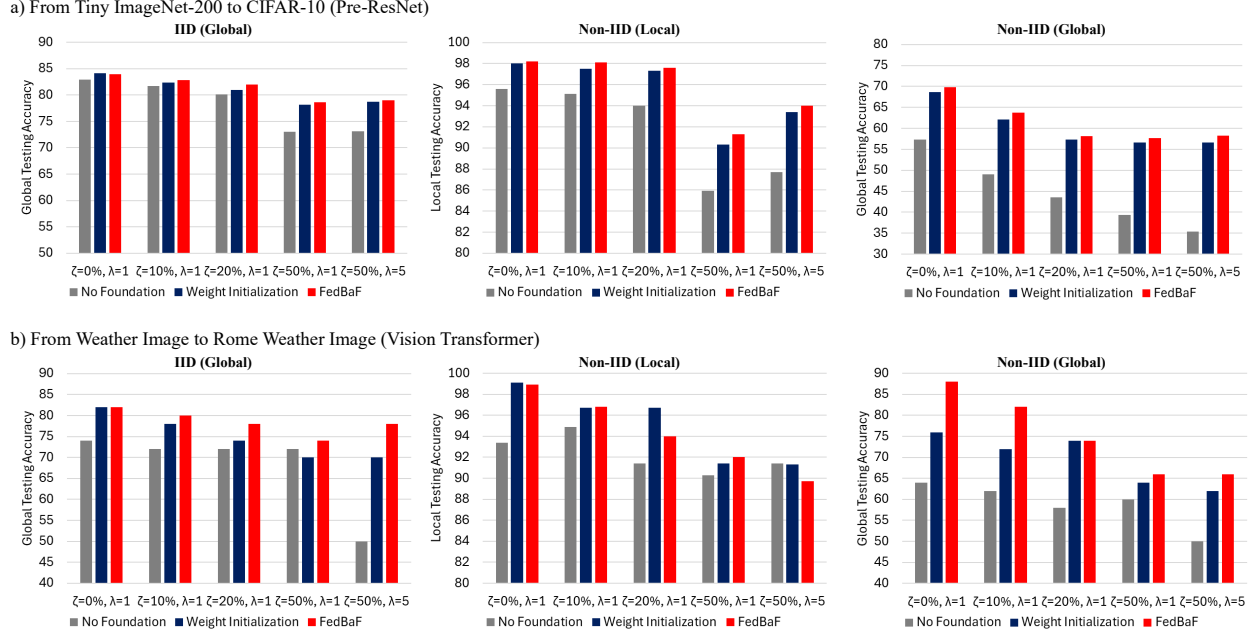 a) From Tiny ImageNet-200 to CIFAR-10 (Pre-ResNet)
IID (Global)
90
85
80
75
70
65
60
55
50
Global Testing Accuracy
ζ=0%, λ=1 ζ=10%, λ=1 ζ=20%, λ=1 ζ=50%, λ=1 ζ=50%, λ=5
No Foundation Weight Initialization FedBaF
Non-IID (Local)
100
98
96
94
92
90
88
86
84
82
80
Local Testing Accuracy
ζ=0%, λ=1 ζ=10%, λ=1 ζ=20%, λ=1 ζ=50%, λ=1 ζ=50%, λ=5
No Foundation Weight Initialization FedBaF
Non-IID (Global)
80
75
70
65
60
55
50
45
40
35
30
Global Testing Accuracy
ζ=0%, λ=1 ζ=10%, λ=1 ζ=20%, λ=1 ζ=50%, λ=1 ζ=50%, λ=5
No Foundation Weight Initialization FedBaF
b) From Weather Image to Rome Weather Image (Vision Transformer)
IID (Global)
90
85
80
75
70
65
60
55
50
45
40
Global Testing Accuracy
ζ=0%, λ=1 ζ=10%, λ=1 ζ=20%, λ=1 ζ=50%, λ=1 ζ=50%, λ=5
No Foundation Weight Initialization FedBaF
Non-IID (Local)
100
98
96
94
92
90
88
86
84
82
80
Local Testing Accuracy
ζ=0%, λ=1 ζ=10%, λ=1 ζ=20%, λ=1 ζ=50%, λ=1 ζ=50%, λ=5
No Foundation Weight Initialization FedBaF
Non-IID (Global)
90
85
80
75
70
65
60
55
50
45
40
Global Testing Accuracy
ζ=0%, λ=1 ζ=10%, λ=1 ζ=20%, λ=1 ζ=50%, λ=1 ζ=50%, λ=5
No Foundation Weight Initialization FedBaF